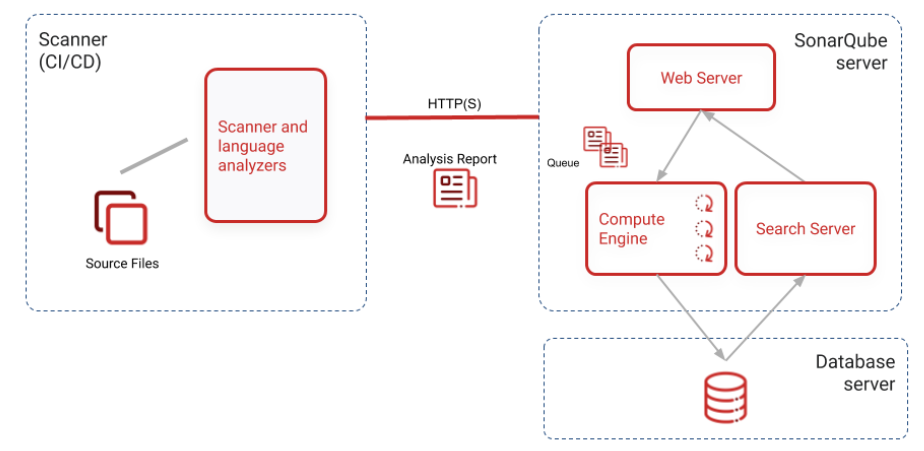 Scanner
(CI/CD)
Scanner and
language
analyzers
Source Files
HTTP(S)
Analysis Report
SonarQube
server
Web Server
Queue
Compute
Engine
Search Server
Database
server